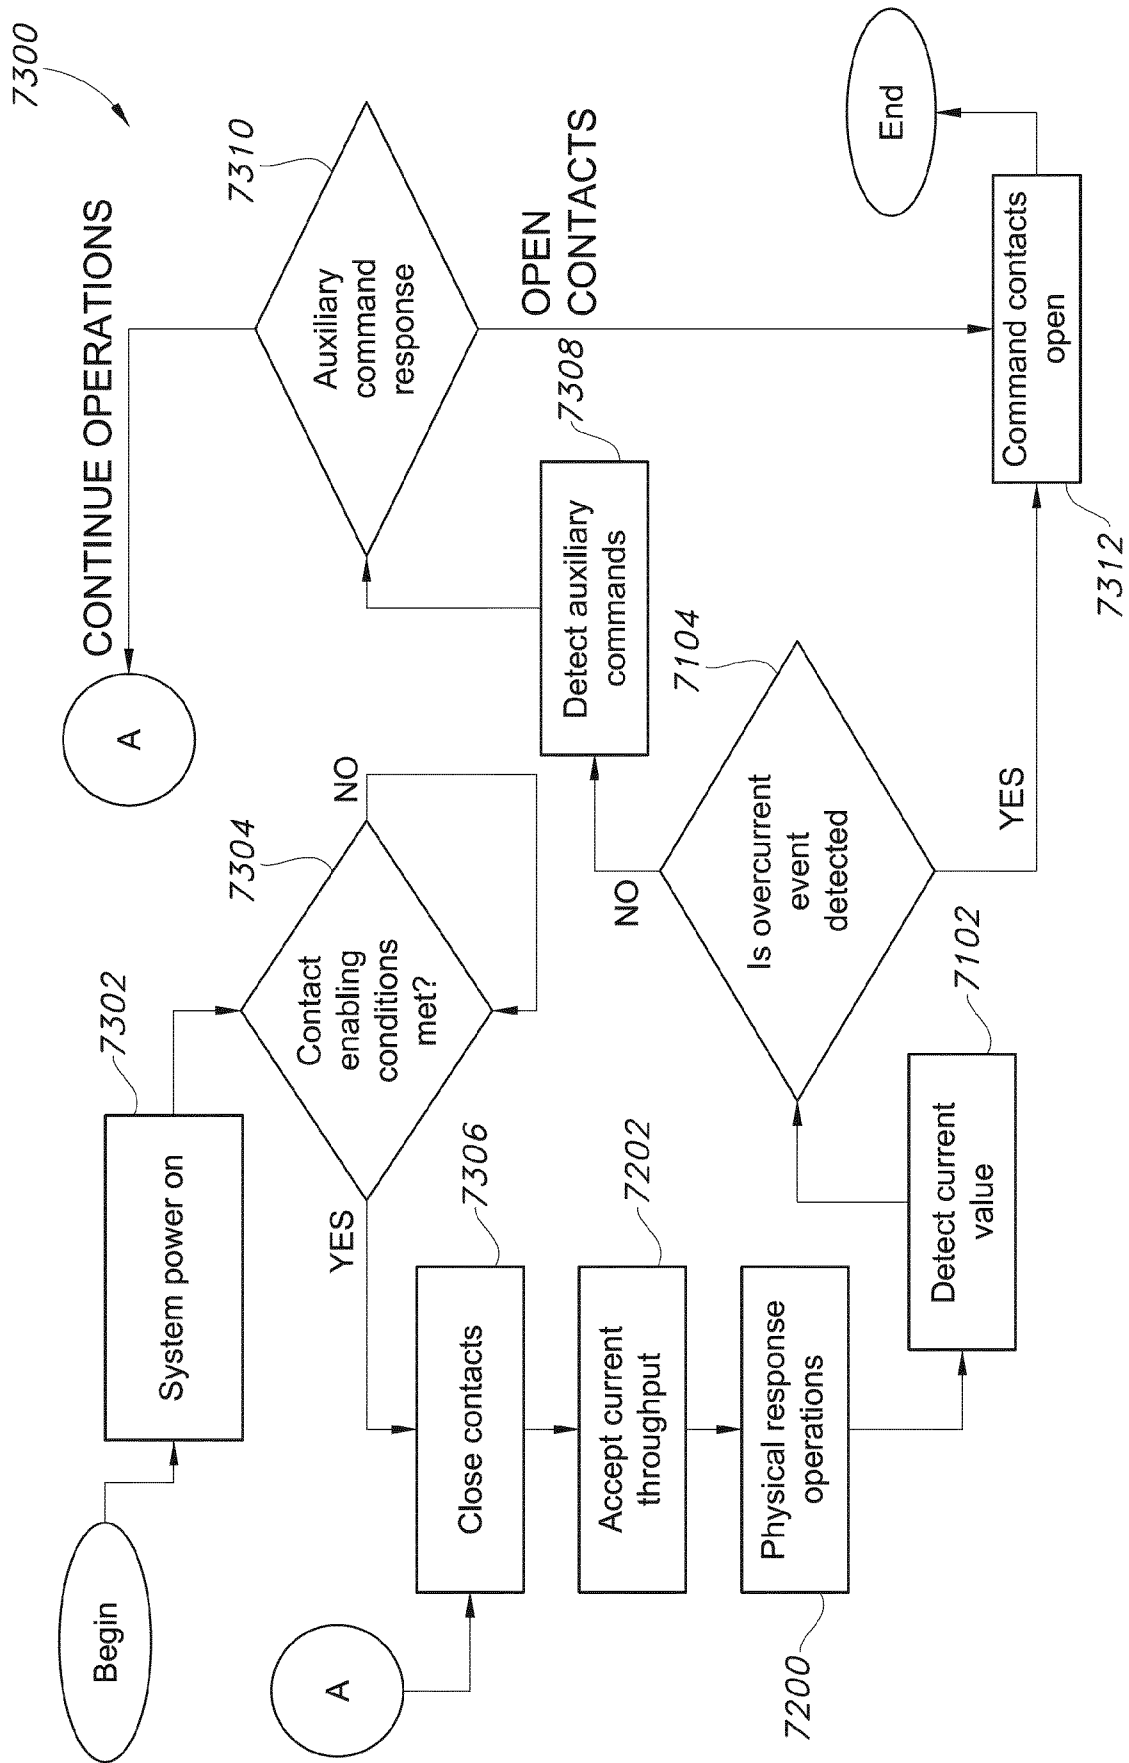 7300
Begin
System power on
7302
Contact
enabling
conditions
met?
7304
NO
YES
A
CONTINUE OPERATIONS
A
Close contacts
7306
Accept current
throughput
7202
Physical response
operations
7200
Detect current
value
7102
Is overcurrent
event
detected
7104
NO
YES
Detect auxiliary
commands
7308
Auxiliary
command
response
7310
OPEN
CONTACTS
Command contacts
open
7312
End